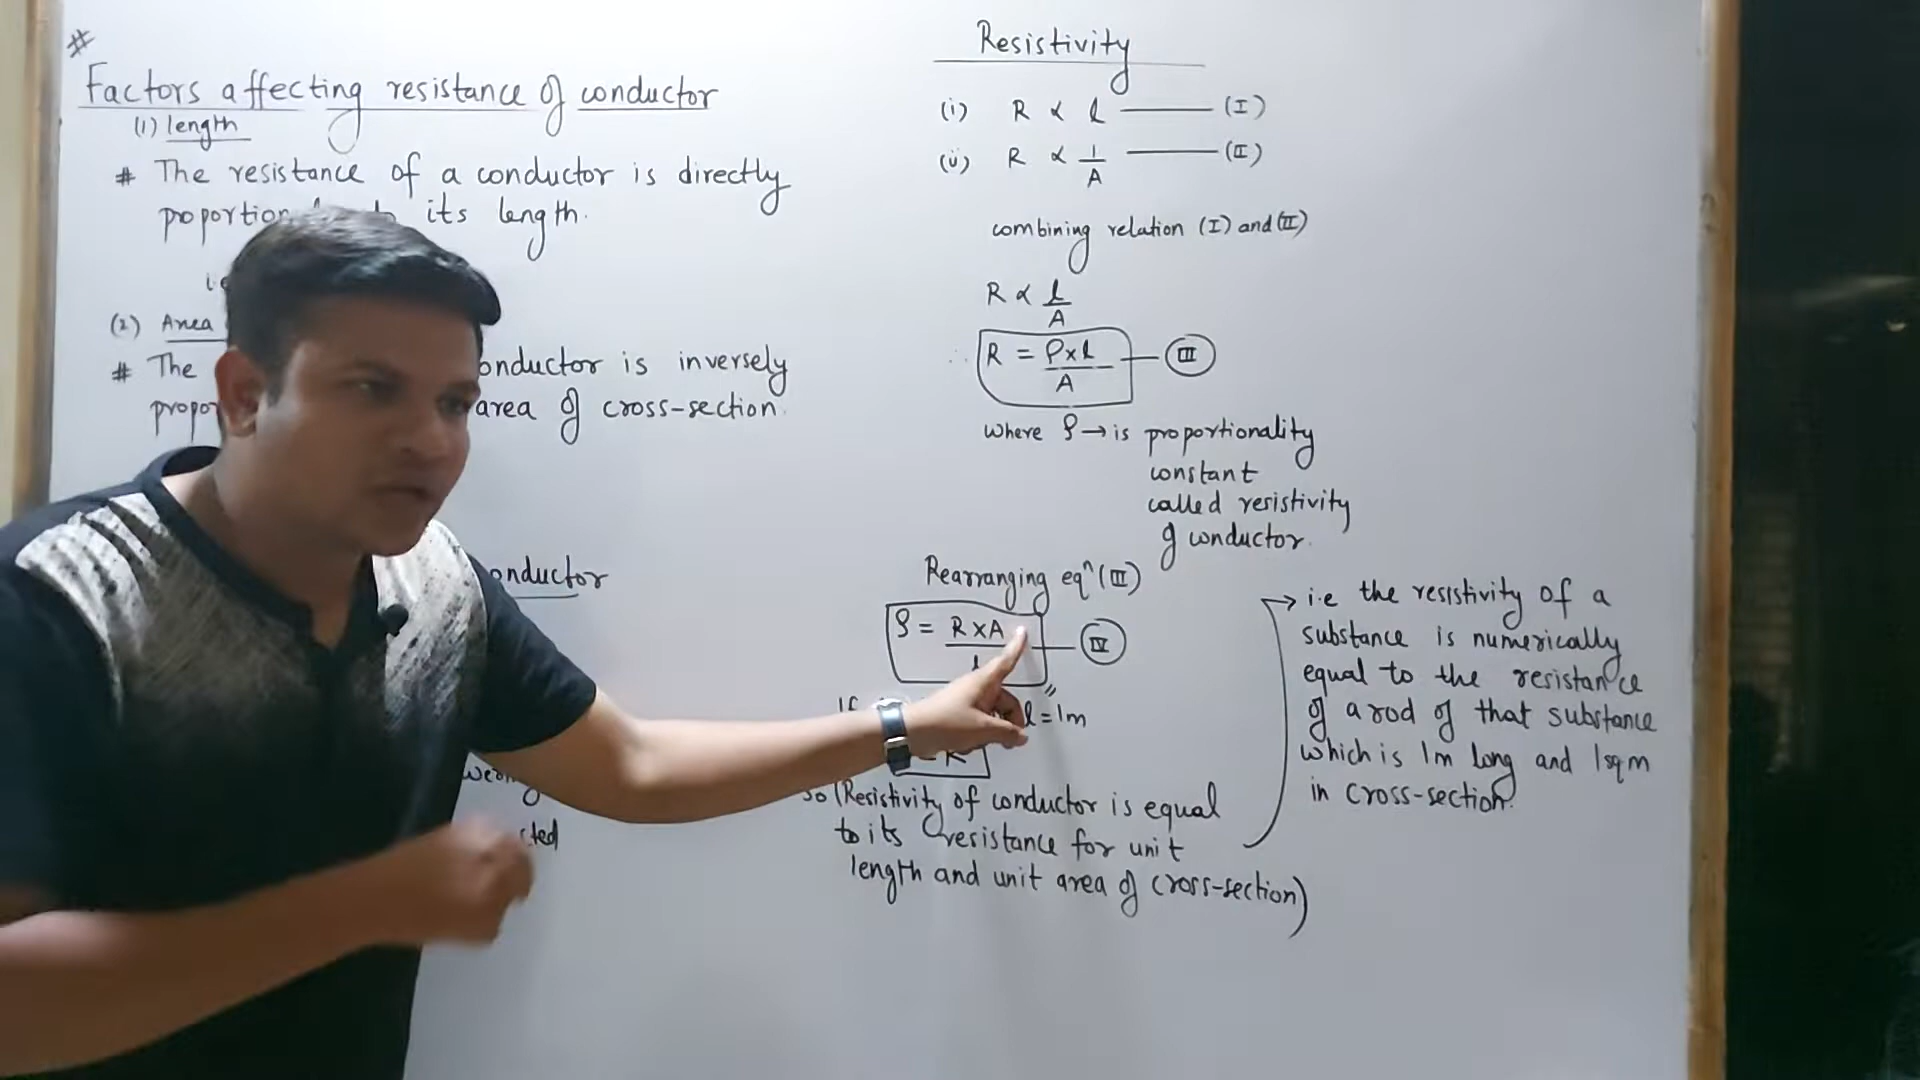 #
Factors affecting resistance of conductor
(1) length
# The resistance of a conductor is directly
its length.
(2) Area
# The
conductor is inversely
area of cross-section.
onductor
cted
Resistivity
(i) R ∝ l ——— (I)
(ii) R ∝ 1/A ——— (II)
combining relation (I) and (II)
R ∝ l/A
R = ρ×l/A — (III)
where ρ → is proportionality
constant
called resistivity
of conductor.
Rearranging eqⁿ (III)
ρ = R×A/l — (IV)
If l = 1m
= R
So (Resistivity of conductor is equal
to its resistance for unit
length and unit area of cross-section)
→ i.e the resistivity of a
substance is numerically
equal to the resistance
of a rod of that substance
which is 1m long and 1sqm
in cross-section.